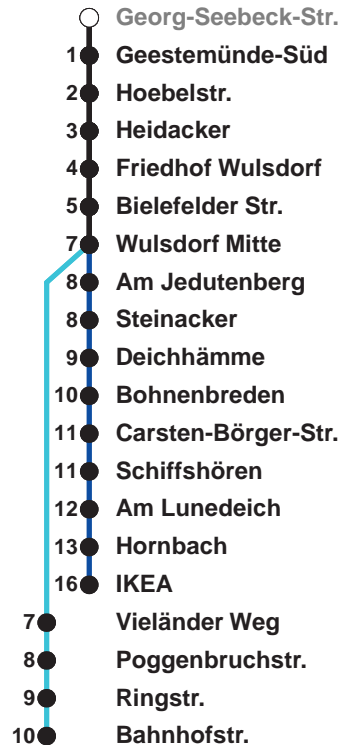 Georg-Seebeck-Str.
1 Geestemünde-Süd
2 Hoebelstr.
3 Heidacker
4 Friedhof Wulsdorf
5 Bielefelder Str.
7 Wulsdorf Mitte
8 Am Jedutenberg
8 Steinacker
9 Deichhämme
10 Bohnenbreden
11 Carsten-Börger-Str.
11 Schiffshören
12 Am Lunedeich
13 Hornbach
16 IKEA
7 Vieländer Weg
8 Poggenbruchstr.
9 Ringstr.
10 Bahnhofstr.